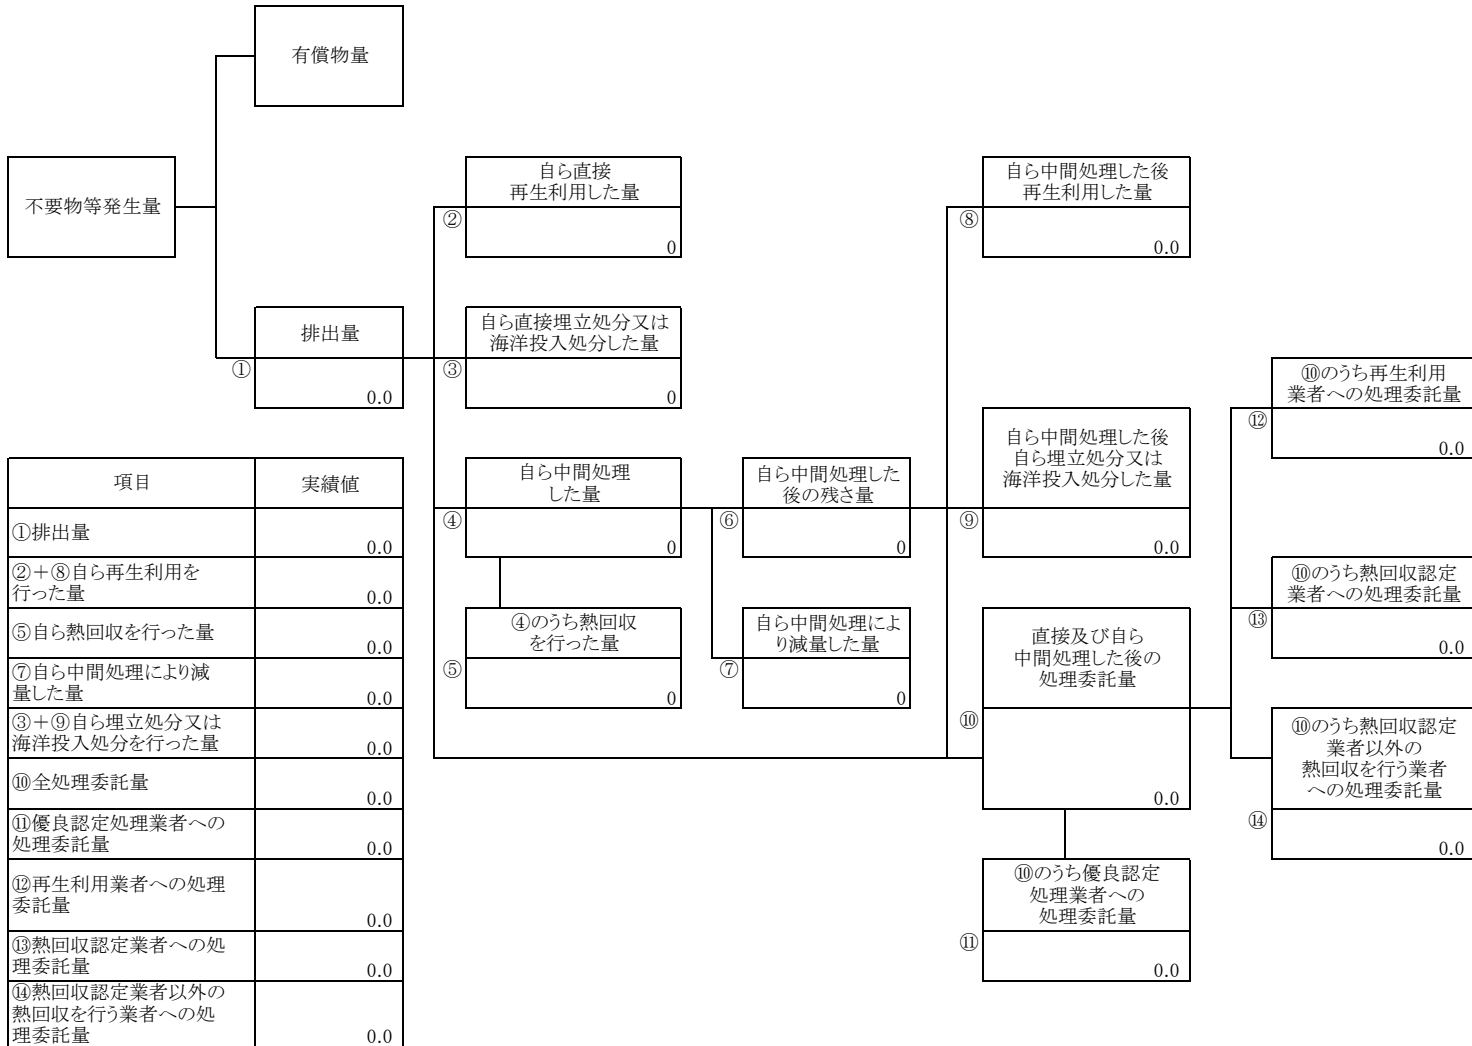 有償物量
不要物等発生量
自ら直接
再生利用した量
②
0
自ら中間処理した後
再生利用した量
⑧
0.0
排出量
①
0.0
自ら直接埋立処分又は
海洋投入処分した量
③
0
⑩のうち再生利用
業者への処理委託量
⑫
0.0
自ら中間処理
した量
④
0
自ら中間処理した
後の残さ量
⑥
0
自ら中間処理した後
自ら埋立処分又は
海洋投入処分した量
⑨
0.0
⑩のうち熱回収認定
業者への処理委託量
⑬
0.0
④のうち熱回収
を行った量
⑤
0
自ら中間処理によ
り減量した量
⑦
0
直接及び自ら
中間処理した後の
処理委託量
⑩
0.0
⑩のうち熱回収認定
業者以外の
熱回収を行う業者
への処理委託量
⑭
0.0
⑩のうち優良認定
処理業者への
処理委託量
⑪
0.0
項目 実績値
①排出量
0.0
②+⑧自ら再生利用を
行った量
0.0
⑤自ら熱回収を行った量
0.0
⑦自ら中間処理により減
量した量
0.0
③+⑨自ら埋立処分又は
海洋投入処分を行った量
0.0
⑩全処理委託量
0.0
⑪優良認定処理業者への
処理委託量
0.0
⑫再生利用業者への処理
委託量
0.0
⑬熱回収認定業者への処
理委託量
0.0
⑭熱回収認定業者以外の
熱回収を行う業者への処
理委託量
0.0